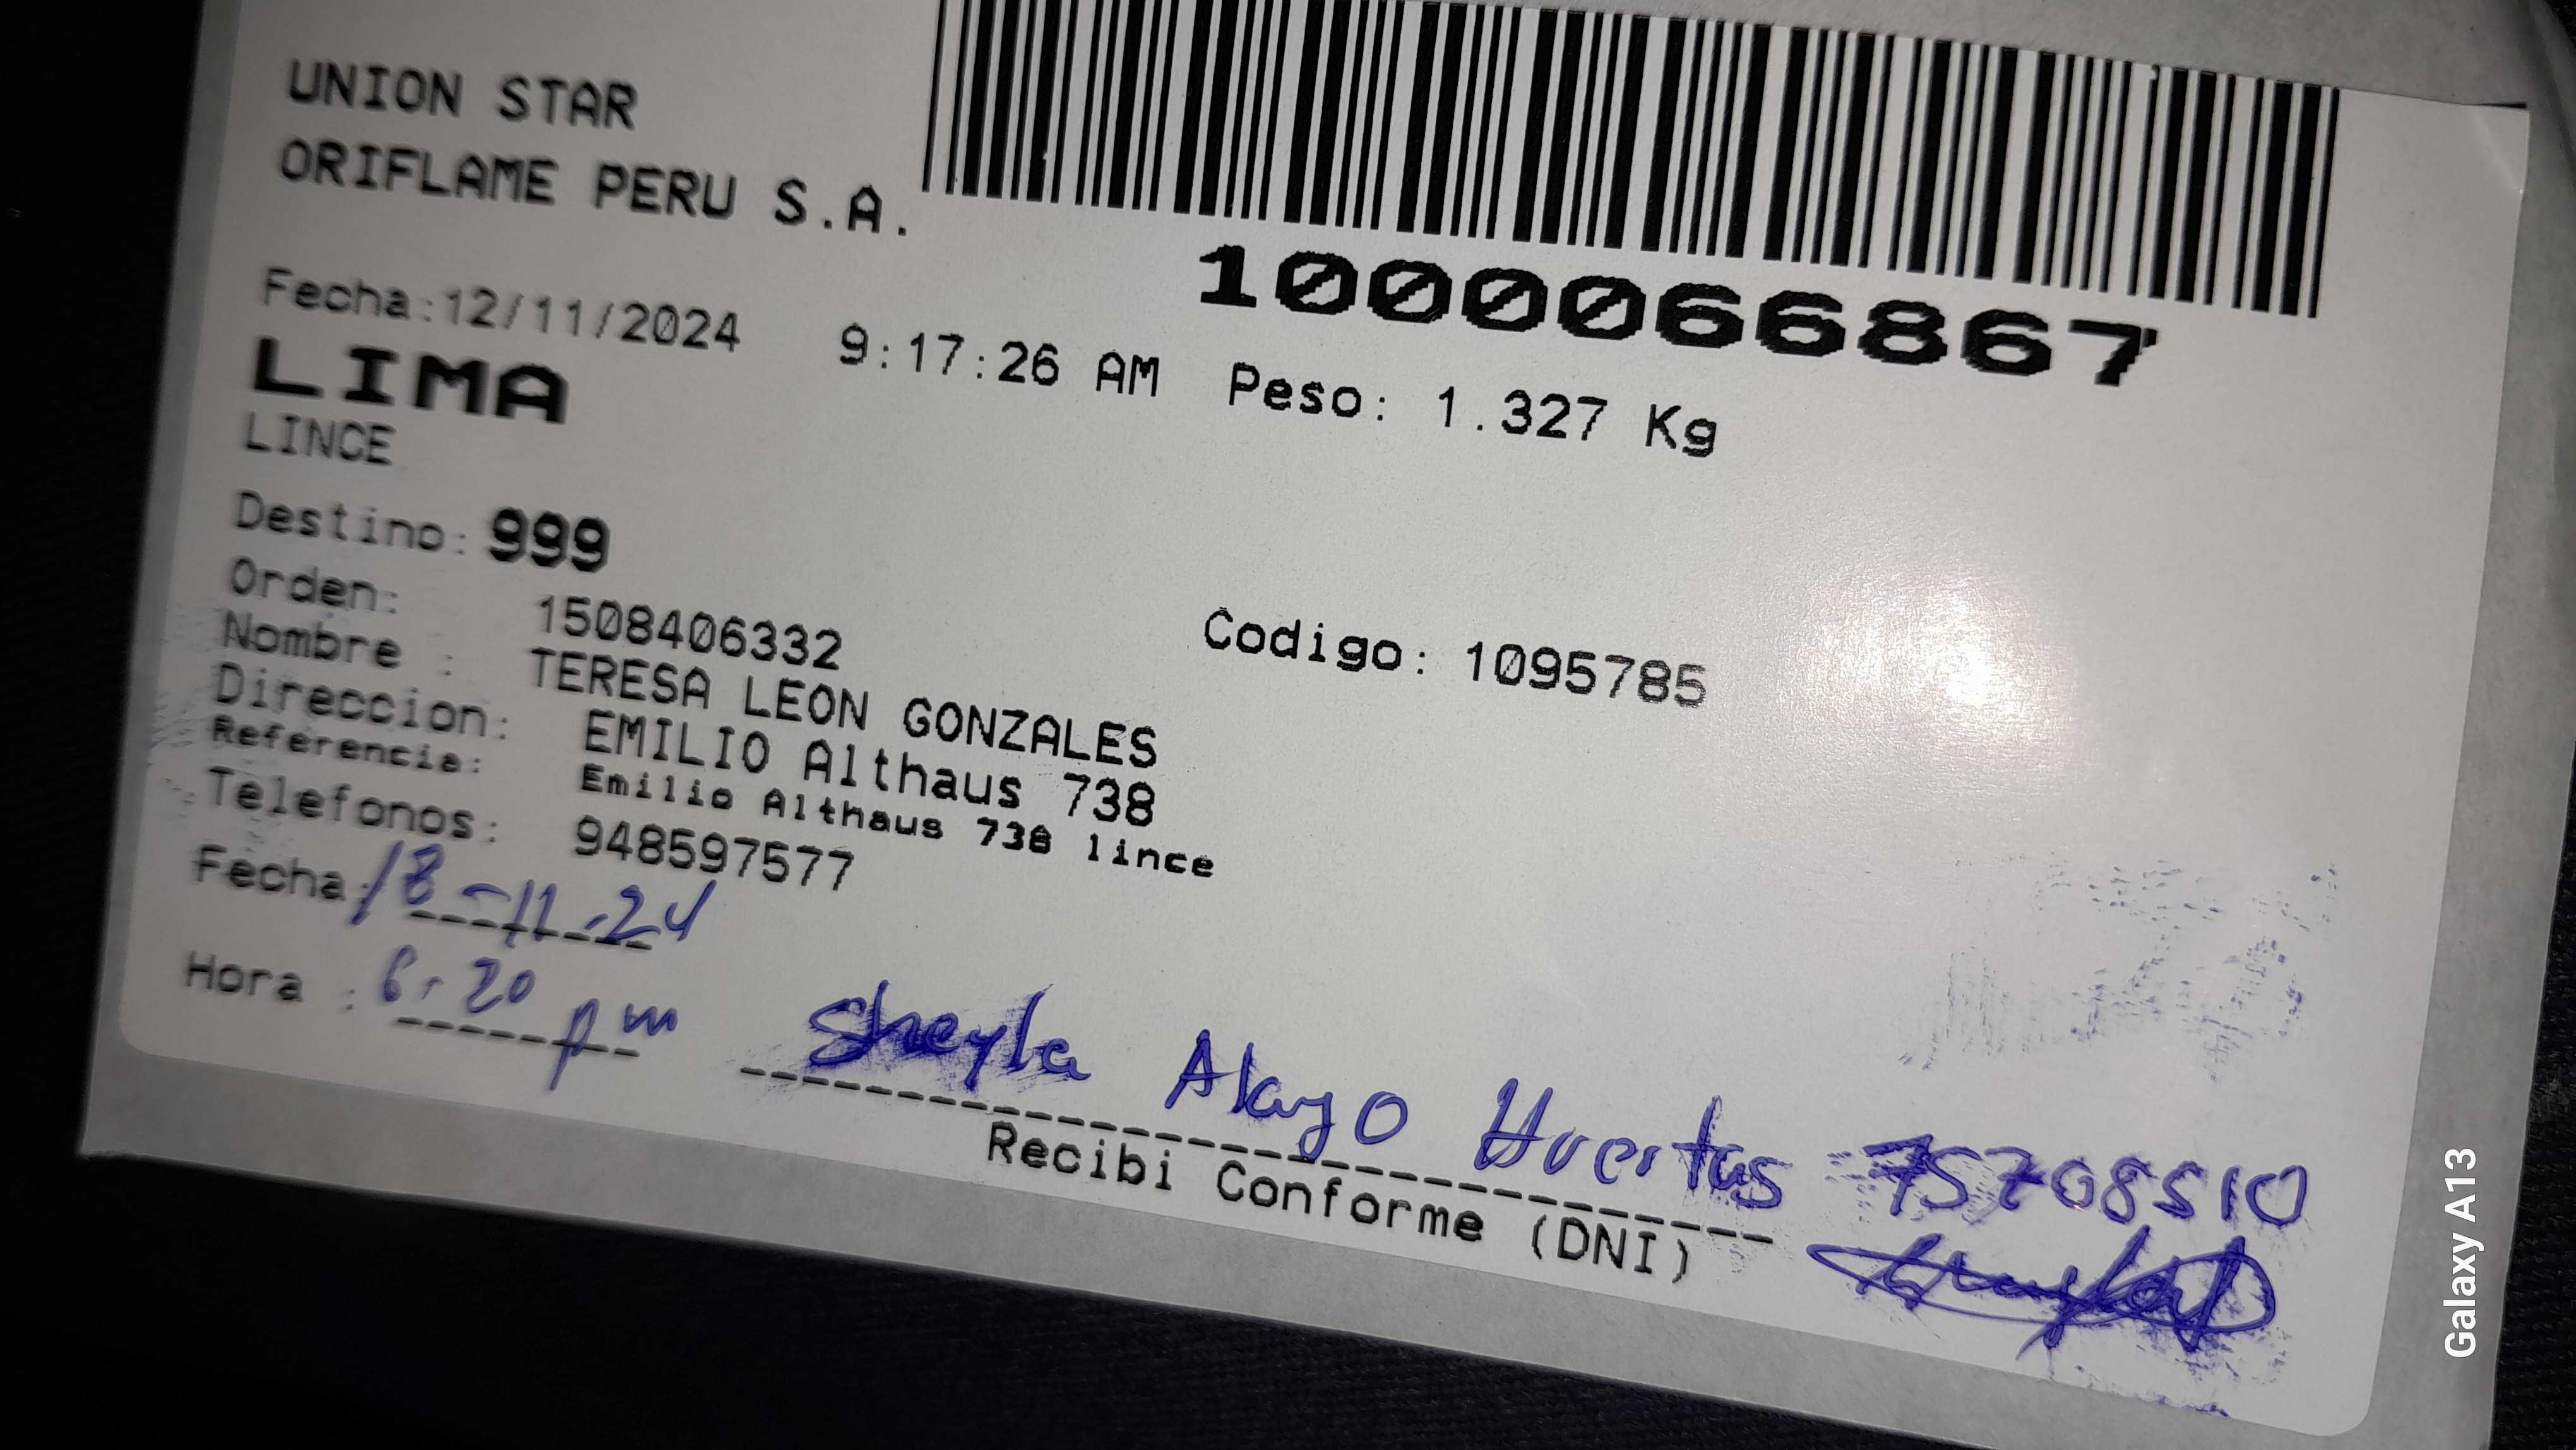 UNION STAR
ORIFLAME PERU S.A.
1000066867
Fecha:12/11/2024 9:17:26 AM Peso: 1.327 Kg
LIMA
LINCE
Destino: 999
Orden: 1508406332 Codigo: 1095785
Nombre : TERESA LEON GONZALES
Direccion: EMILIO Althaus 738
Referencia: Emilio Althaus 738 lince
Telefonos: 948597577
Fecha: 18-11-24
Hora : 6:20 pm
Sheyla Alayo Huertas 75708510
Recibi Conforme (DNI)
Galaxy A13